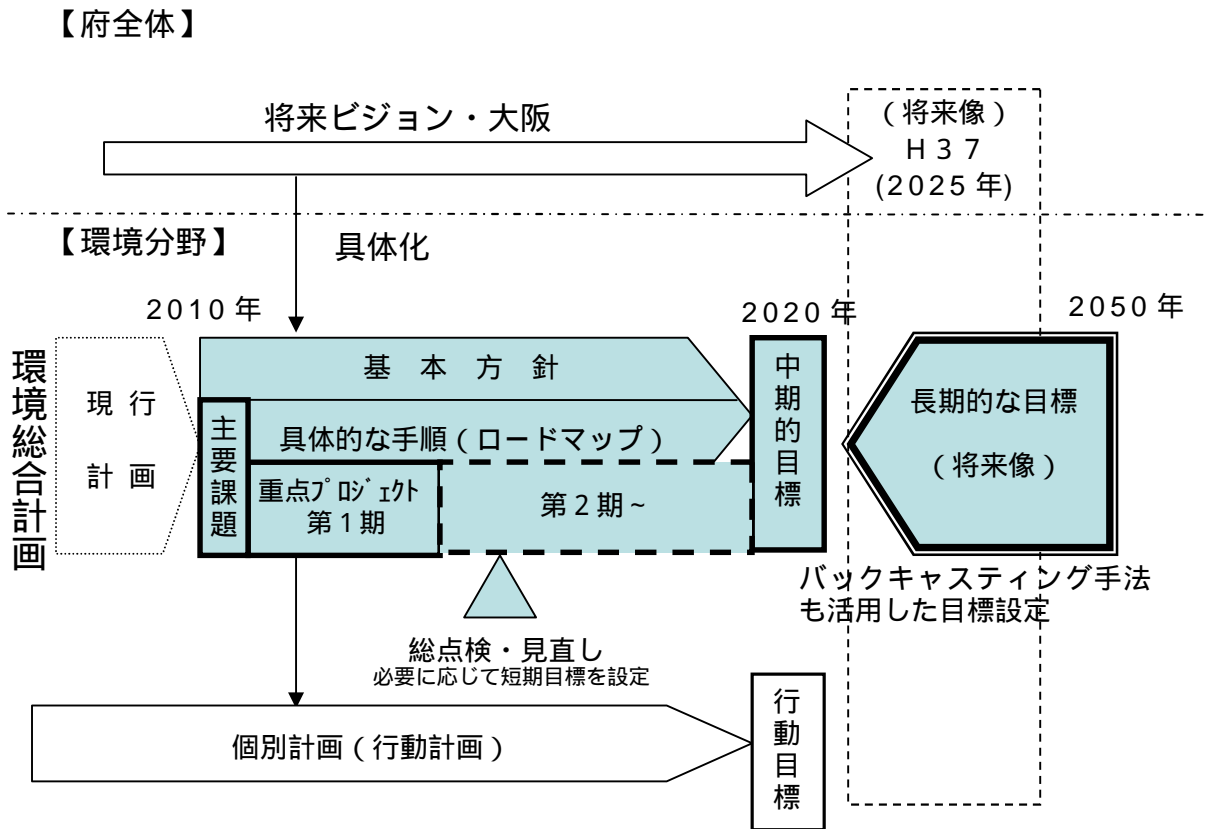 【府全体】
将来ビジョン・大阪
(将来像)
H37
(2025年)
【環境分野】
具体化
2010年
2020年
2050年
環境総合計画
現行
計画
基本方針
主要課題
具体的な手順(ロードマップ)
重点プロジェクト
第1期
第2期~
中期的目標
長期的な目標
(将来像)
バックキャスティング手法
も活用した目標設定
総点検・見直し
必要に応じて短期目標を設定
個別計画(行動計画)
行動目標